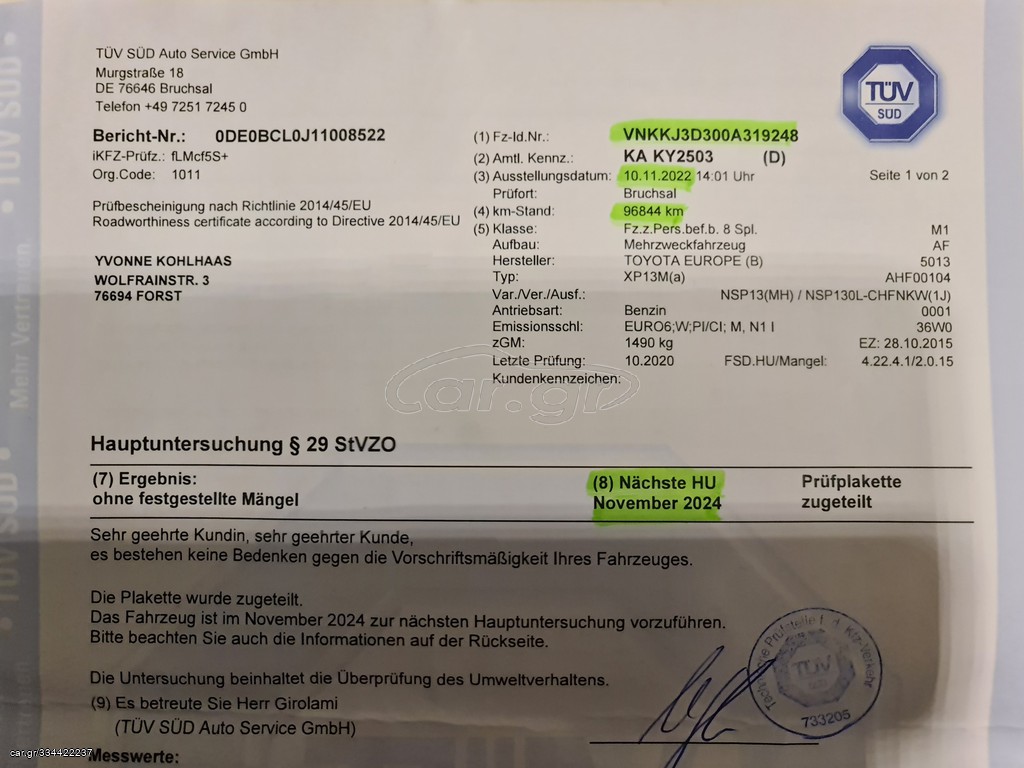 TÜV SÜD Auto Service GmbH
Murgstraße 18
DE 76646 Bruchsal
Telefon +49 7251 7245 0
TÜV
SÜD
Bericht-Nr.: 0DE0BCL0J11008522
iKFZ-Prüfz.: fLMcf5S+
Org.Code: 1011
(1) Fz-Id.Nr.: VNKKJ3D300A319248
(2) Amtl. Kennz.: KA KY2503 (D)
(3) Ausstellungsdatum: 10.11.2022 14:01 Uhr Seite 1 von 2
Prüfort: Bruchsal
(4) km-Stand: 96844 km
(5) Klasse: Fz.z.Pers.bef.b. 8 Spl. M1
Aufbau: Mehrzweckfahrzeug AF
Hersteller: TOYOTA EUROPE (B) 5013
Typ: XP13M(a) AHF00104
Var./Ver./Ausf.: NSP13(MH) / NSP130L-CHFNKW(1J)
Antriebsart: Benzin 0001
Emissionsschl: EURO6;W;PI/CI; M, N1 I 36W0
zGM: 1490 kg EZ: 28.10.2015
Letzte Prüfung: 10.2020 FSD.HU/Mangel: 4.22.4.1/2.0.15
Kundenkennzeichen:
Prüfbescheinigung nach Richtlinie 2014/45/EU
Roadworthiness certificate according to Directive 2014/45/EU
YVONNE KOHLHAAS
WOLFRAINSTR. 3
76694 FORST
car.gr
Hauptuntersuchung § 29 StVZO
(7) Ergebnis:
ohne festgestellte Mängel
(8) Nächste HU
November 2024
Prüfplakette
zugeteilt
Sehr geehrte Kundin, sehr geehrter Kunde,
es bestehen keine Bedenken gegen die Vorschriftsmäßigkeit Ihres Fahrzeuges.
Die Plakette wurde zugeteilt.
Das Fahrzeug ist im November 2024 zur nächsten Hauptuntersuchung vorzuführen.
Bitte beachten Sie auch die Informationen auf der Rückseite.
Die Untersuchung beinhaltet die Überprüfung des Umweltverhaltens.
(9) Es betreute Sie Herr Girolami
(TÜV SÜD Auto Service GmbH)
Technische Prüfstelle f. d. Kfz-Verkehr
TÜV
733205
Messwerte:
car.gr/334422237
TÜV SÜD
Mehr Vertrauen.
TÜV SÜD